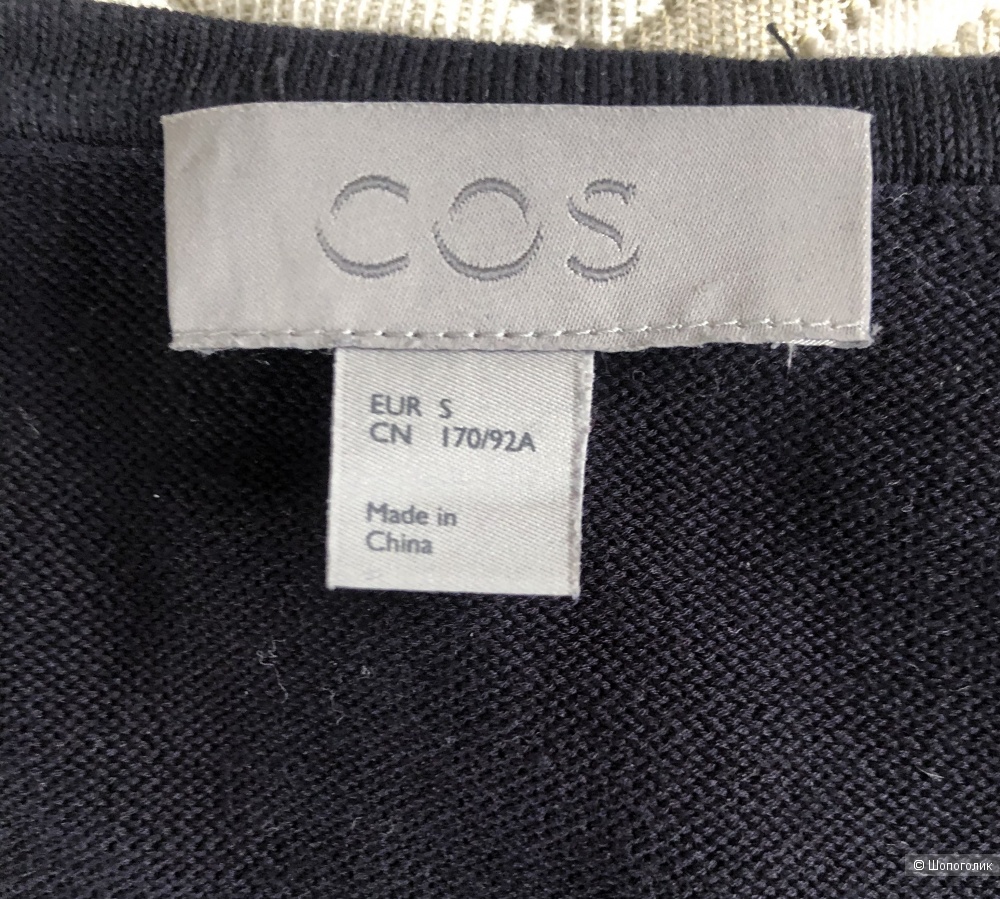 COS
EUR S
CN 170/92A
Made in
China
© Шопоголик